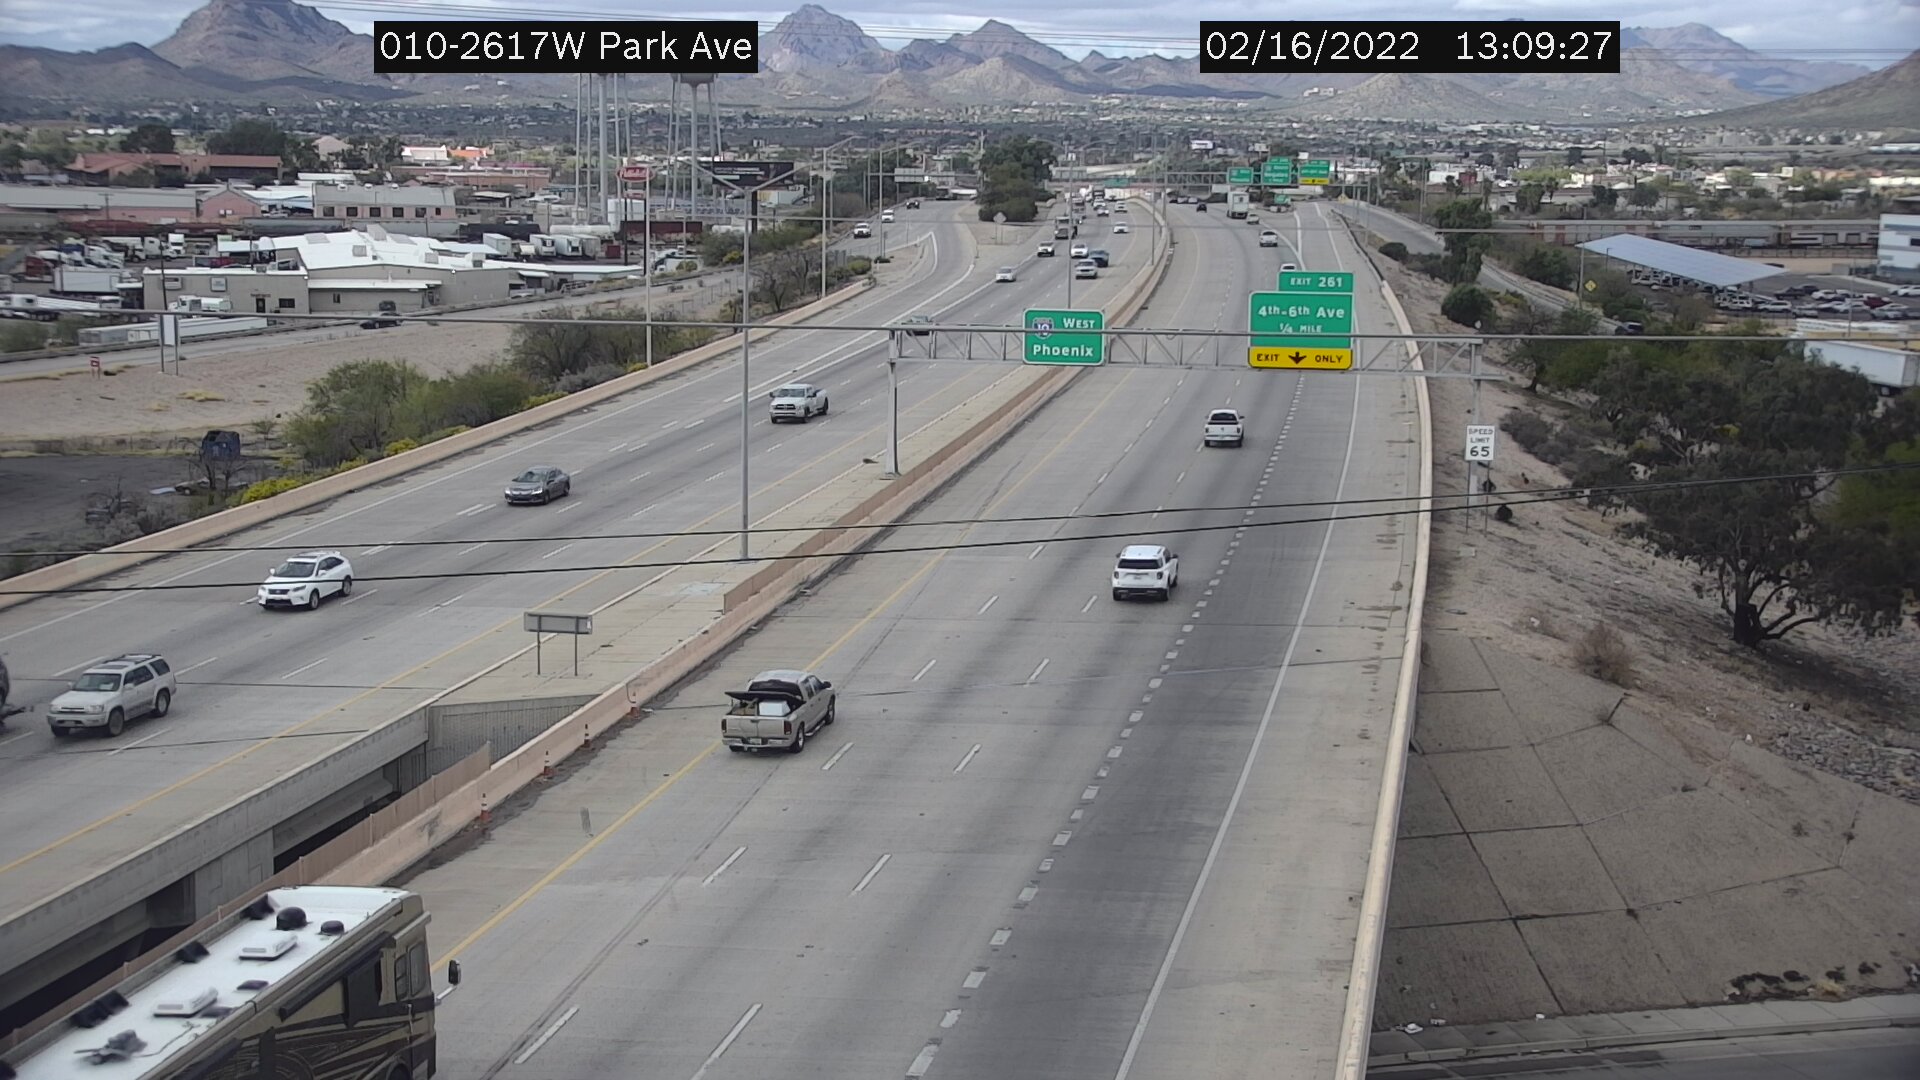 010-2617W Park Ave
02/16/2022 13:09:27
EXIT 261
4th-6th Ave
1/4 MILE
EXIT ONLY
10 WEST
Phoenix
SPEED
LIMIT
65